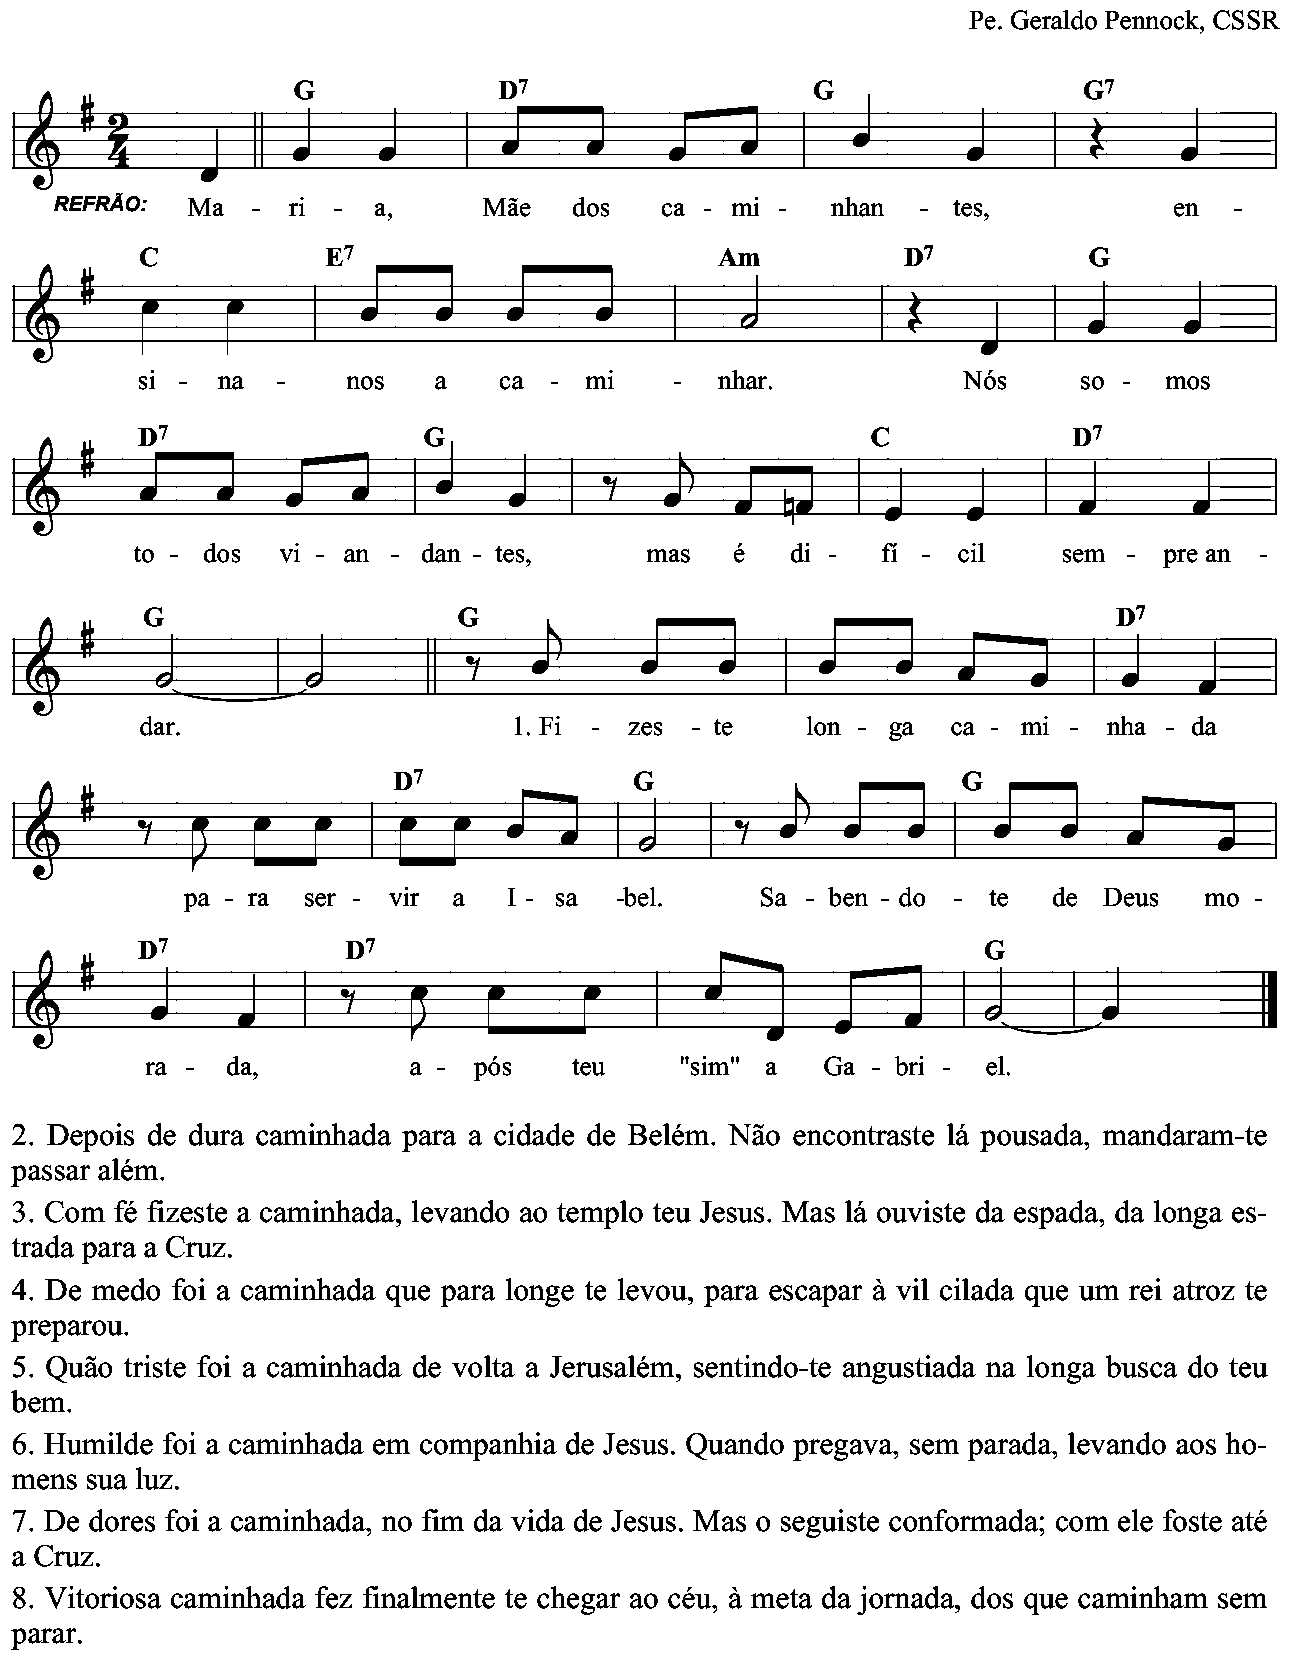 Pe. Geraldo Pennock, CSSR
G D7 G G7
2
4
REFRÃO: Ma - ri - a, Mãe dos ca - mi - nhan - tes, en -
C E7 Am D7 G
si - na - nos a ca - mi - nhar. Nós so - mos
D7 G C D7
to - dos vi - an - dan - tes, mas é di - fí - cil sem - pre an -
G G D7
dar. 1. Fi - zes - te lon - ga ca - mi - nha - da
D7 G G
pa - ra ser - vir a I - sa -bel. Sa - ben - do - te de Deus mo -
D7 D7 G
ra - da, a - pós teu "sim" a Ga - bri - el.
2. Depois de dura caminhada para a cidade de Belém. Não encontraste lá pousada, mandaram-te
passar além.
3. Com fé fizeste a caminhada, levando ao templo teu Jesus. Mas lá ouviste da espada, da longa es-
trada para a Cruz.
4. De medo foi a caminhada que para longe te levou, para escapar à vil cilada que um rei atroz te
preparou.
5. Quão triste foi a caminhada de volta a Jerusalém, sentindo-te angustiada na longa busca do teu
bem.
6. Humilde foi a caminhada em companhia de Jesus. Quando pregava, sem parada, levando aos ho-
mens sua luz.
7. De dores foi a caminhada, no fim da vida de Jesus. Mas o seguiste conformada; com ele foste até
a Cruz.
8. Vitoriosa caminhada fez finalmente te chegar ao céu, à meta da jornada, dos que caminham sem
parar.